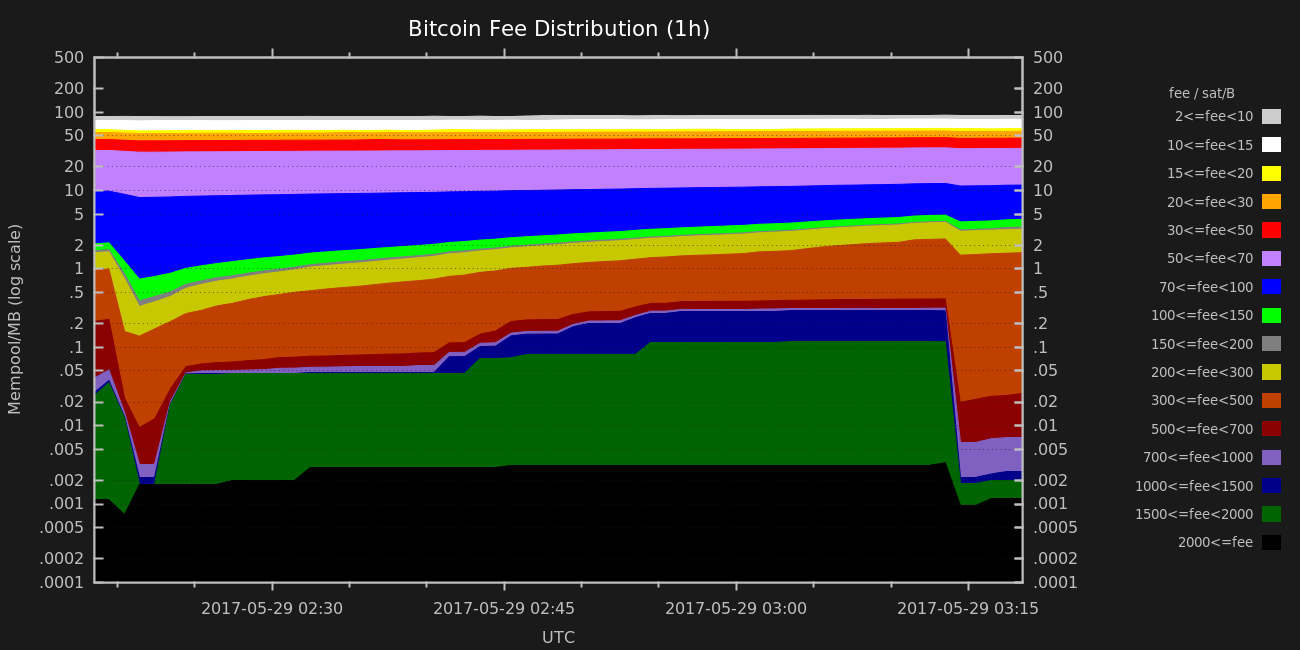 Bitcoin Fee Distribution (1h)
Mempool/MB (log scale)
500
200
100
50
20
10
5
2
1
.5
.2
.1
.05
.02
.01
.005
.002
.001
.0005
.0002
.0001
500
200
100
50
20
10
5
2
1
.5
.2
.1
.05
.02
.01
.005
.002
.001
.0005
.0002
.0001
2017-05-29 02:30
2017-05-29 02:45
2017-05-29 03:00
2017-05-29 03:15
UTC
fee / sat/B
2<=fee<10
10<=fee<15
15<=fee<20
20<=fee<30
30<=fee<50
50<=fee<70
70<=fee<100
100<=fee<150
150<=fee<200
200<=fee<300
300<=fee<500
500<=fee<700
700<=fee<1000
1000<=fee<1500
1500<=fee<2000
2000<=fee